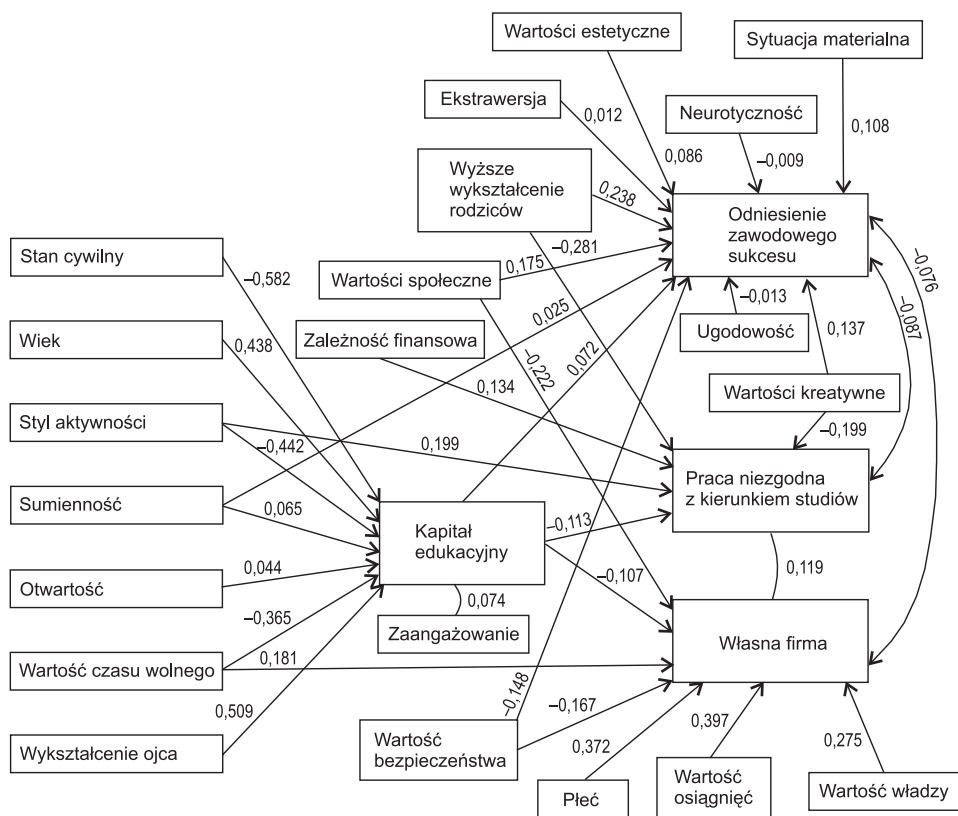 Wartości estetyczne
Sytuacja materialna
Ekstrawersja
0,012
Neurotyczność
0,108
0,086
–0,009
Wyższe
wykształcenie
rodziców
0,238
Odniesienie
zawodowego
sukcesu
Stan cywilny
–0,582
Wartości społeczne
0,175
–0,281
–0,076
–0,087
0,025
–0,013
Wiek
0,438
Zależność finansowa
Ugodowość
0,137
0,072
–0,222
0,134
Wartości kreatywne
Styl aktywności
–0,442
0,199
–0,199
Praca niezgodna
z kierunkiem studiów
Sumienność
0,065
Kapitał
edukacyjny
–0,113
Otwartość
0,044
–0,107
0,119
0,074
–0,365
Zaangażowanie
Własna firma
Wartość czasu wolnego
0,181
–0,148
0,509
–0,167
Wykształcenie ojca
Wartość
bezpieczeństwa
0,372
0,397
0,275
Płeć
Wartość
osiągnięć
Wartość władzy